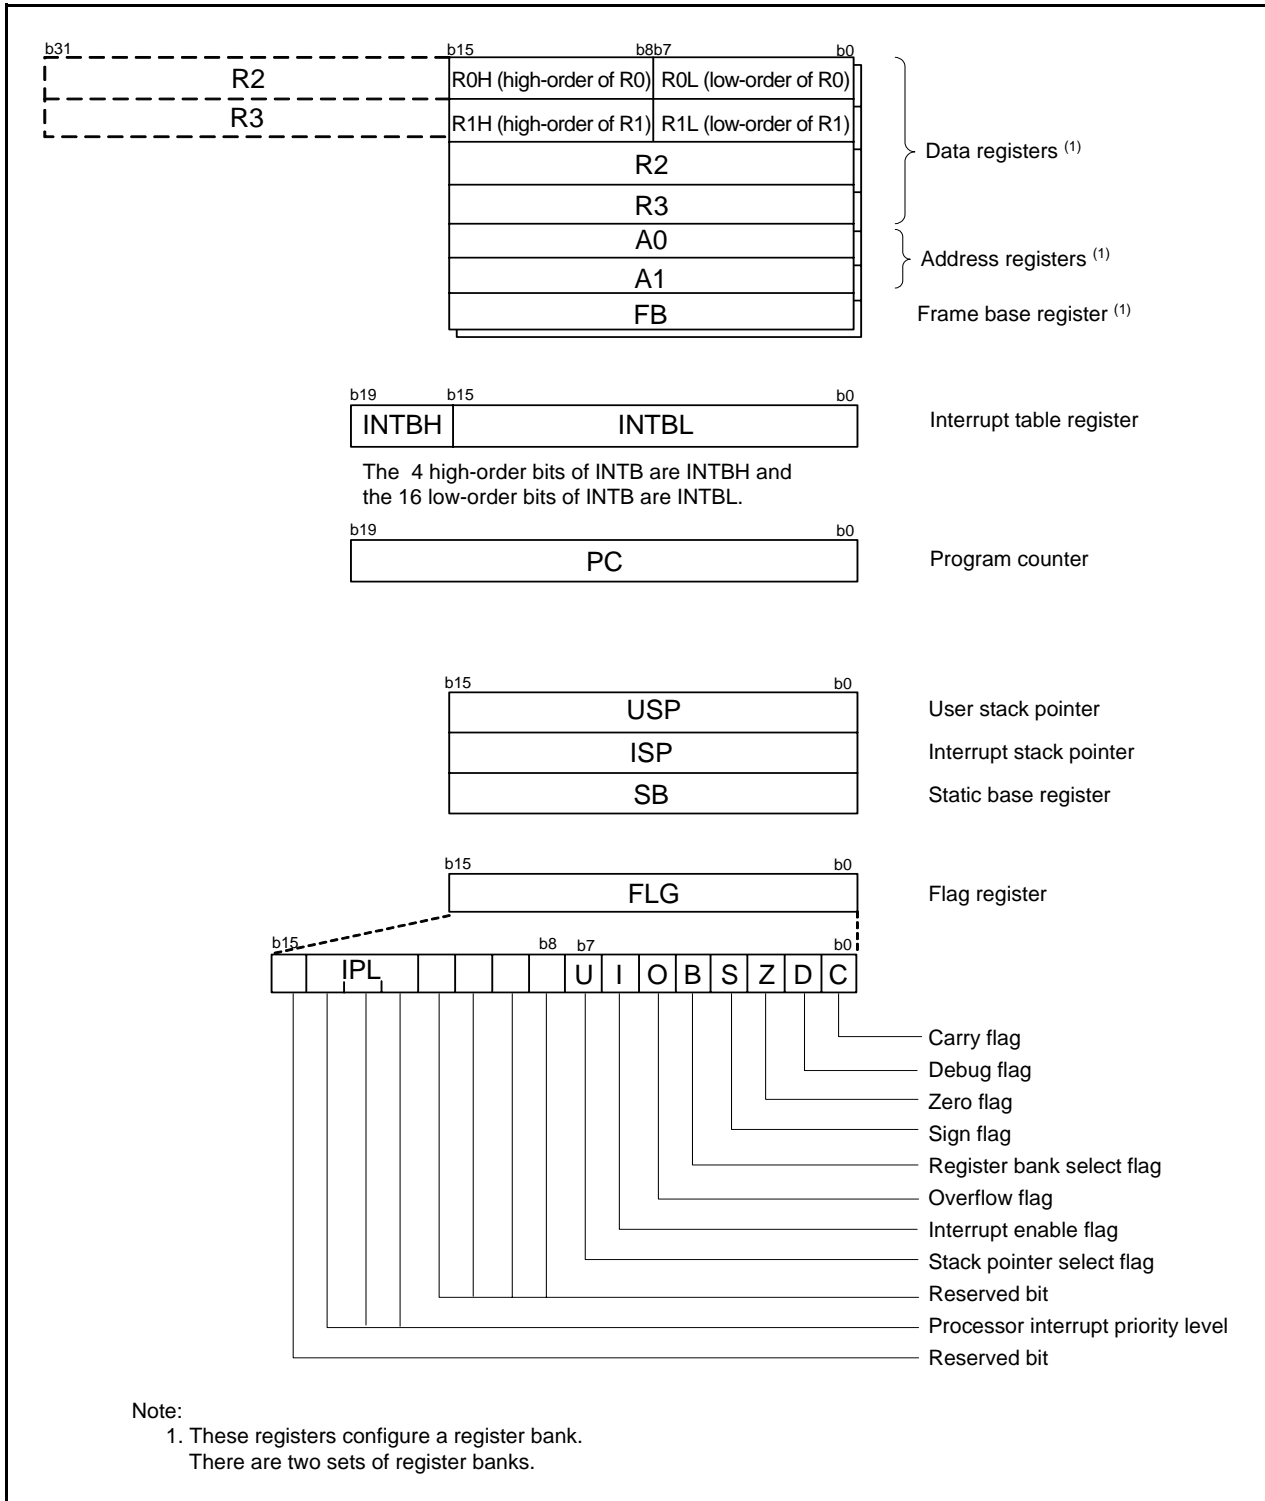 b31 b15 b8b7 b0
R2 R0H (high-order of R0) R0L (low-order of R0)
R3 R1H (high-order of R1) R1L (low-order of R1)
R2
R3
Data registers (1)
A0
A1
Address registers (1)
FB Frame base register (1)
b19 b15 b0
INTBH INTBL Interrupt table register
The 4 high-order bits of INTB are INTBH and
the 16 low-order bits of INTB are INTBL.
b19 b0
PC Program counter
b15 b0
USP User stack pointer
ISP Interrupt stack pointer
SB Static base register
b15 b0
FLG Flag register
b15 b8 b7 b0
IPL U I O B S Z D C
Carry flag
Debug flag
Zero flag
Sign flag
Register bank select flag
Overflow flag
Interrupt enable flag
Stack pointer select flag
Reserved bit
Processor interrupt priority level
Reserved bit
Note:
1. These registers configure a register bank.
There are two sets of register banks.